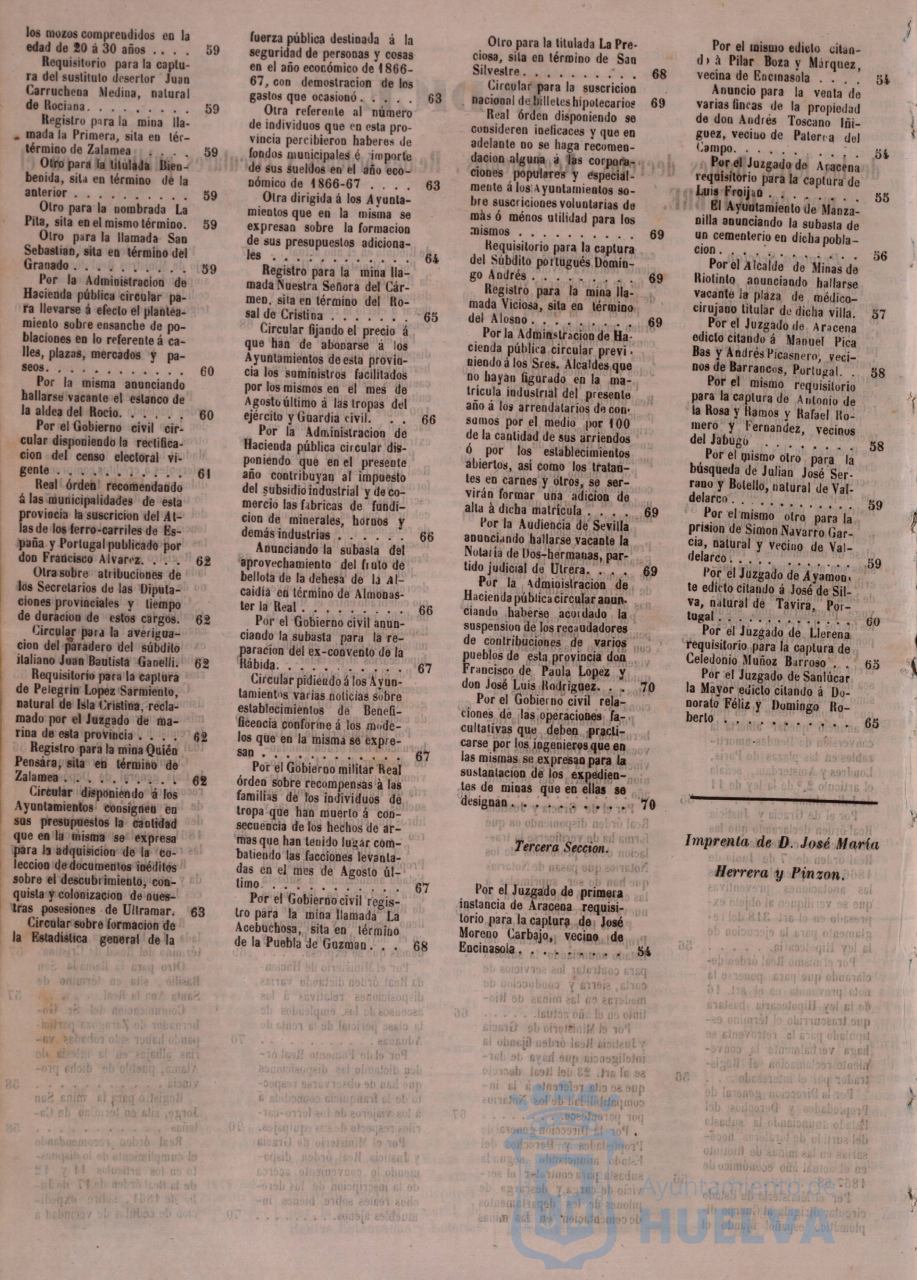 los mozos comprendidos en la
edad de 20 á 30 años . . . . 59
Requisitorio para la captu-
ra del sustituto desertor Juan
Carruchena Medina, natural
de Rociana. . . . . . . . . . 59
Registro para la mina lla-
mada la Primera, sita en tér-
término de Zalamea . . . . 59
Otro para la titulada Bien-
benida, sita en término de la
anterior . . . . . . . . . . 59
Otro para la nombrada La
Pita, sita en el mismo término. 59
Otro para la llamada San
Sebastian, sita en término del
Granado . . . . . . . . . . 59
Por la Administracion de
Hacienda pública circular pa-
ra llevarse á efecto el plantea-
miento sobre ensanche de po-
blaciones en lo referente á ca-
lles, plazas, mercados y pa-
seos. . . . . . . . . . . . 60
Por la misma anunciando
hallarse vacante el estanco de
la aldea del Rocio. . . . . . 60
Por el Gobierno civil cir-
cular disponiendo la rectifica-
cion del censo electoral vi-
gente . . . . . . . . . . . 61
Real órden recomendando
á las municipalidades de esta
provincia la suscricion del At-
las de los ferro-carriles de Es-
paña y Portugal publicado por
don Francisco Alvarez. . . . 62
Otra sobre atribuciones de
los Secretarios de las Diputa-
ciones provinciales y tiempo
de duracion de estos cargos. 62
Circular para la averigua-
cion del paradero del súbdito
italiano Juan Bautista Ganelli. 62
Requisitorio para la captura
de Pelegrin Lopez Sarmiento,
natural de Isla Cristina, recla-
mado por el Juzgado de ma-
rina de esta provincia . . . . 62
Registro para la mina Quién
Pensára, sita en término de
Zalamea . . . . . . . . . . 62
Circular disponiendo á los
Ayuntamientos consignen en
sus presupuestos la cantidad
que en la misma se expresa
para la adquisicion de la co-
leccion de documentos inéditos
sobre el descubrimiento, con-
quista y colonizacion de nues-
tras posesiones de Ultramar. 63
Circular sobre formacion de
la Estadística general de la
fuerza pública destinada á la
seguridad de personas y cosas
en el año económico de 1866-
67, con demostracion de los
gastos que ocasionó. . . . . 63
Otra referente al número
de individuos que en esta pro-
vincia percibieron haberes de
fondos municipales é importe
de sus sueldos en el año eco-
nómico de 1866-67 . . . . . 63
Otra dirigida á los Ayunta-
mientos que en la misma se
expresan sobre la formacion
de sus presupuestos adiciona-
les . . . . . . . . . . . . 64
Registro para la mina lla-
mada Nuestra Señora del Cár-
men, sita en término del Ro-
sal de Cristina . . . . . . . 65
Circular fijando el precio á
que han de abonarse á los
Ayuntamientos de esta provin-
cia los suministros facilitados
por los mismos en el mes de
Agosto último á las tropas del
ejército y Guardia civil. . . 66
Por la Administracion de
Hacienda pública circular dis-
poniendo que en el presente
año contribuyan al impuesto
del subsidio industrial y de co-
mercio las fabricas de fundi-
cion de minerales, hornos y
demás industrias . . . . . . 66
Anunciando la subasta del
aprovechamiento del fruto de
bellota de la dehesa de la Al-
caidia en término de Almonas-
ter la Real . . . . . . . . . 66
Por el Gobierno civil anun-
ciando la subasta para la re-
paracion del ex-convento de la
Rábida. . . . . . . . . . . 67
Circular pidiendo á los Ayun-
tamientos varias noticias sobre
establecimientos de Benefi-
ficencia conforme á los mode-
los que en la misma se expre-
san . . . . . . . . . . . . 67
Por el Gobierno militar Real
órden sobre recompensas á las
familias de los individuos de
tropa que han muerto á con-
secuencia de los hechos de ar-
mas que han tenido lugar com-
batiendo las facciones levanta-
das en el mes de Agosto úl-
timo. . . . . . . . . . . . 67
Por el Gobierno civil regis-
tro para la mina llamada La
Acebuchosa, sita en término
de la Puebla de Guzman. . . 68
Otro para la titulada La Pre-
ciosa, sita en término de San
Silvestre. . . . . . . . . . 68
Circular para la suscricion
nacional de billetes hipotecarios 69
Real órden disponiendo se
consideren ineficaces y que en
adelante no se haga recomen-
dacion alguna á las corpora-
ciones populares y especial-
mente á los Ayuntamientos so-
bre suscriciones voluntarias de
mas ó ménos utilidad para los
mismos . . . . . . . . . . 69
Requisitorio para la captura
del Súbdito portugués Domin-
go Andrés . . . . . . . . . 69
Registro para la mina lla-
mada Viciosa, sita en término
del Alosno . . . . . . . . . 69
Por la Adminstracion de Ha-
cienda pública circular previ-
niendo á los Sres. Alcaldes que
no hayan figurado en la ma-
trícula industrial del presente
año á los arrendatarios de con-
sumos por el medio por 100
de la cantidad de sus arriendos
ó por los establecimientos
abiertos, asi como los tratan-
tes en carnes y otros, se ser-
virán formar una adicion de
alta á dicha matrícula . . . . 69
Por la Audiencia de Sevilla
anunciando hallarse vacante la
Notaría de Dos-hermanas, par-
tido judicial de Utrera. . . . 69
Por la Administracion de
Hacienda pública circular anun-
ciando habérse acordado la
suspension de los recaudadores
de contribuciones de varios
pueblos de esta provincia don
Francisco de Paula Lopez y
don José Luis Rodriguez. . . 70
Por el Gobierno civil rela-
ciones de las operaciones fa-
cultativas que deben practi-
carse por los ingenieros que en
las mismas se expresan para la
sustantacion de los expedien-
tes de minas que en ellas se
designan. . . . . . . . . . 70
Tercera Seccion.
Por el Juzgado de primera
instancia de Aracena requisi-
torio para la captura de José
Moreno Carbajo, vecino de
Encinasola. . . . . . . . . . 54
Por el mismo edicto citan-
do à Pilar Boza y Márquez,
vecina de Encinasola . . . . 54
Anuncio para la venta de
varias fincas de la propiedad
de don Andrés Toscano Iñi-
guez, vecino de Paterna del
Campo. . . . . . . . . . . 54
Por el Juzgado de Aracena
requisitorio para la captura de
Luis Froijan . . . . . . . . 55
El Ayuntamiento de Manza-
nilla anunciando la subasta de
un cementerio en dicha pobla-
cion . . . . . . . . . . . . 56
Por el Alcalde de Minas de
Riotinto anunciando hallarse
vacante la plaza de médico-
cirujano titular de dicha villa. 57
Por el Juzgado de Aracena
edicto citando á Manuel Pica
Bas y Andrés Picasnero, veci-
nos de Barrancos, Portugal. . 58
Por el mismo requisitorio
para la captura de Antonio de
la Rosa y Ramos y Rafael Ro-
mero y Fernandez, vecinos
del Jabugo . . . . . . . . . 58
Por el mismo otro para la
búsqueda de Julian José Ser-
rano y Botello, natural de Val-
delarco . . . . . . . . . . . 59
Por el mismo otro para la
prision de Simon Navarro Gar-
cia, natural y vecino de Val-
delarco . . . . . . . . . . . 59
Por el Juzgado de Ayamon-
te edicto citando á José de Sil-
va, natural de Tavira, Por-
tugal . . . . . . . . . . . . 60
Por el Juzgado de Llerena
requisitorio para la captura de
Celedonio Muñoz Barroso . . 65
Por el Juzgado de Sanlúcar
la Mayor edicto citando á Do-
norato Féliz y Domingo Ro-
berto . . . . . . . . . . . 65
Imprenta de D. José María
Herrera y Pinzon.
Ayuntamiento de
HUELVA